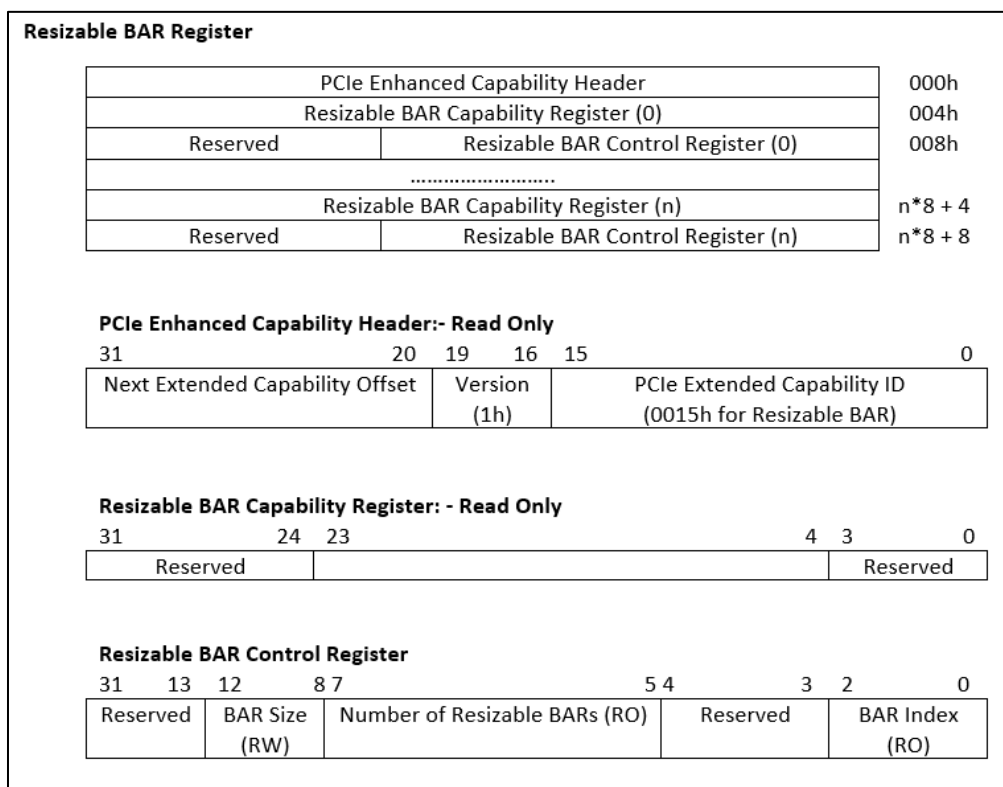 Resizable BAR Register
PCIe Enhanced Capability Header 000h
Resizable BAR Capability Register (0) 004h
Reserved Resizable BAR Control Register (0) 008h
……………………..
Resizable BAR Capability Register (n) n*8 + 4
Reserved Resizable BAR Control Register (n) n*8 + 8
PCIe Enhanced Capability Header:- Read Only
31 20 19 16 15 0
Next Extended Capability Offset Version PCIe Extended Capability ID
(1h) (0015h for Resizable BAR)
Resizable BAR Capability Register: - Read Only
31 24 23 4 3 0
Reserved Reserved
Resizable BAR Control Register
31 13 12 8 7 5 4 3 2 0
Reserved BAR Size Number of Resizable BARs (RO) Reserved BAR Index
(RW) (RO)